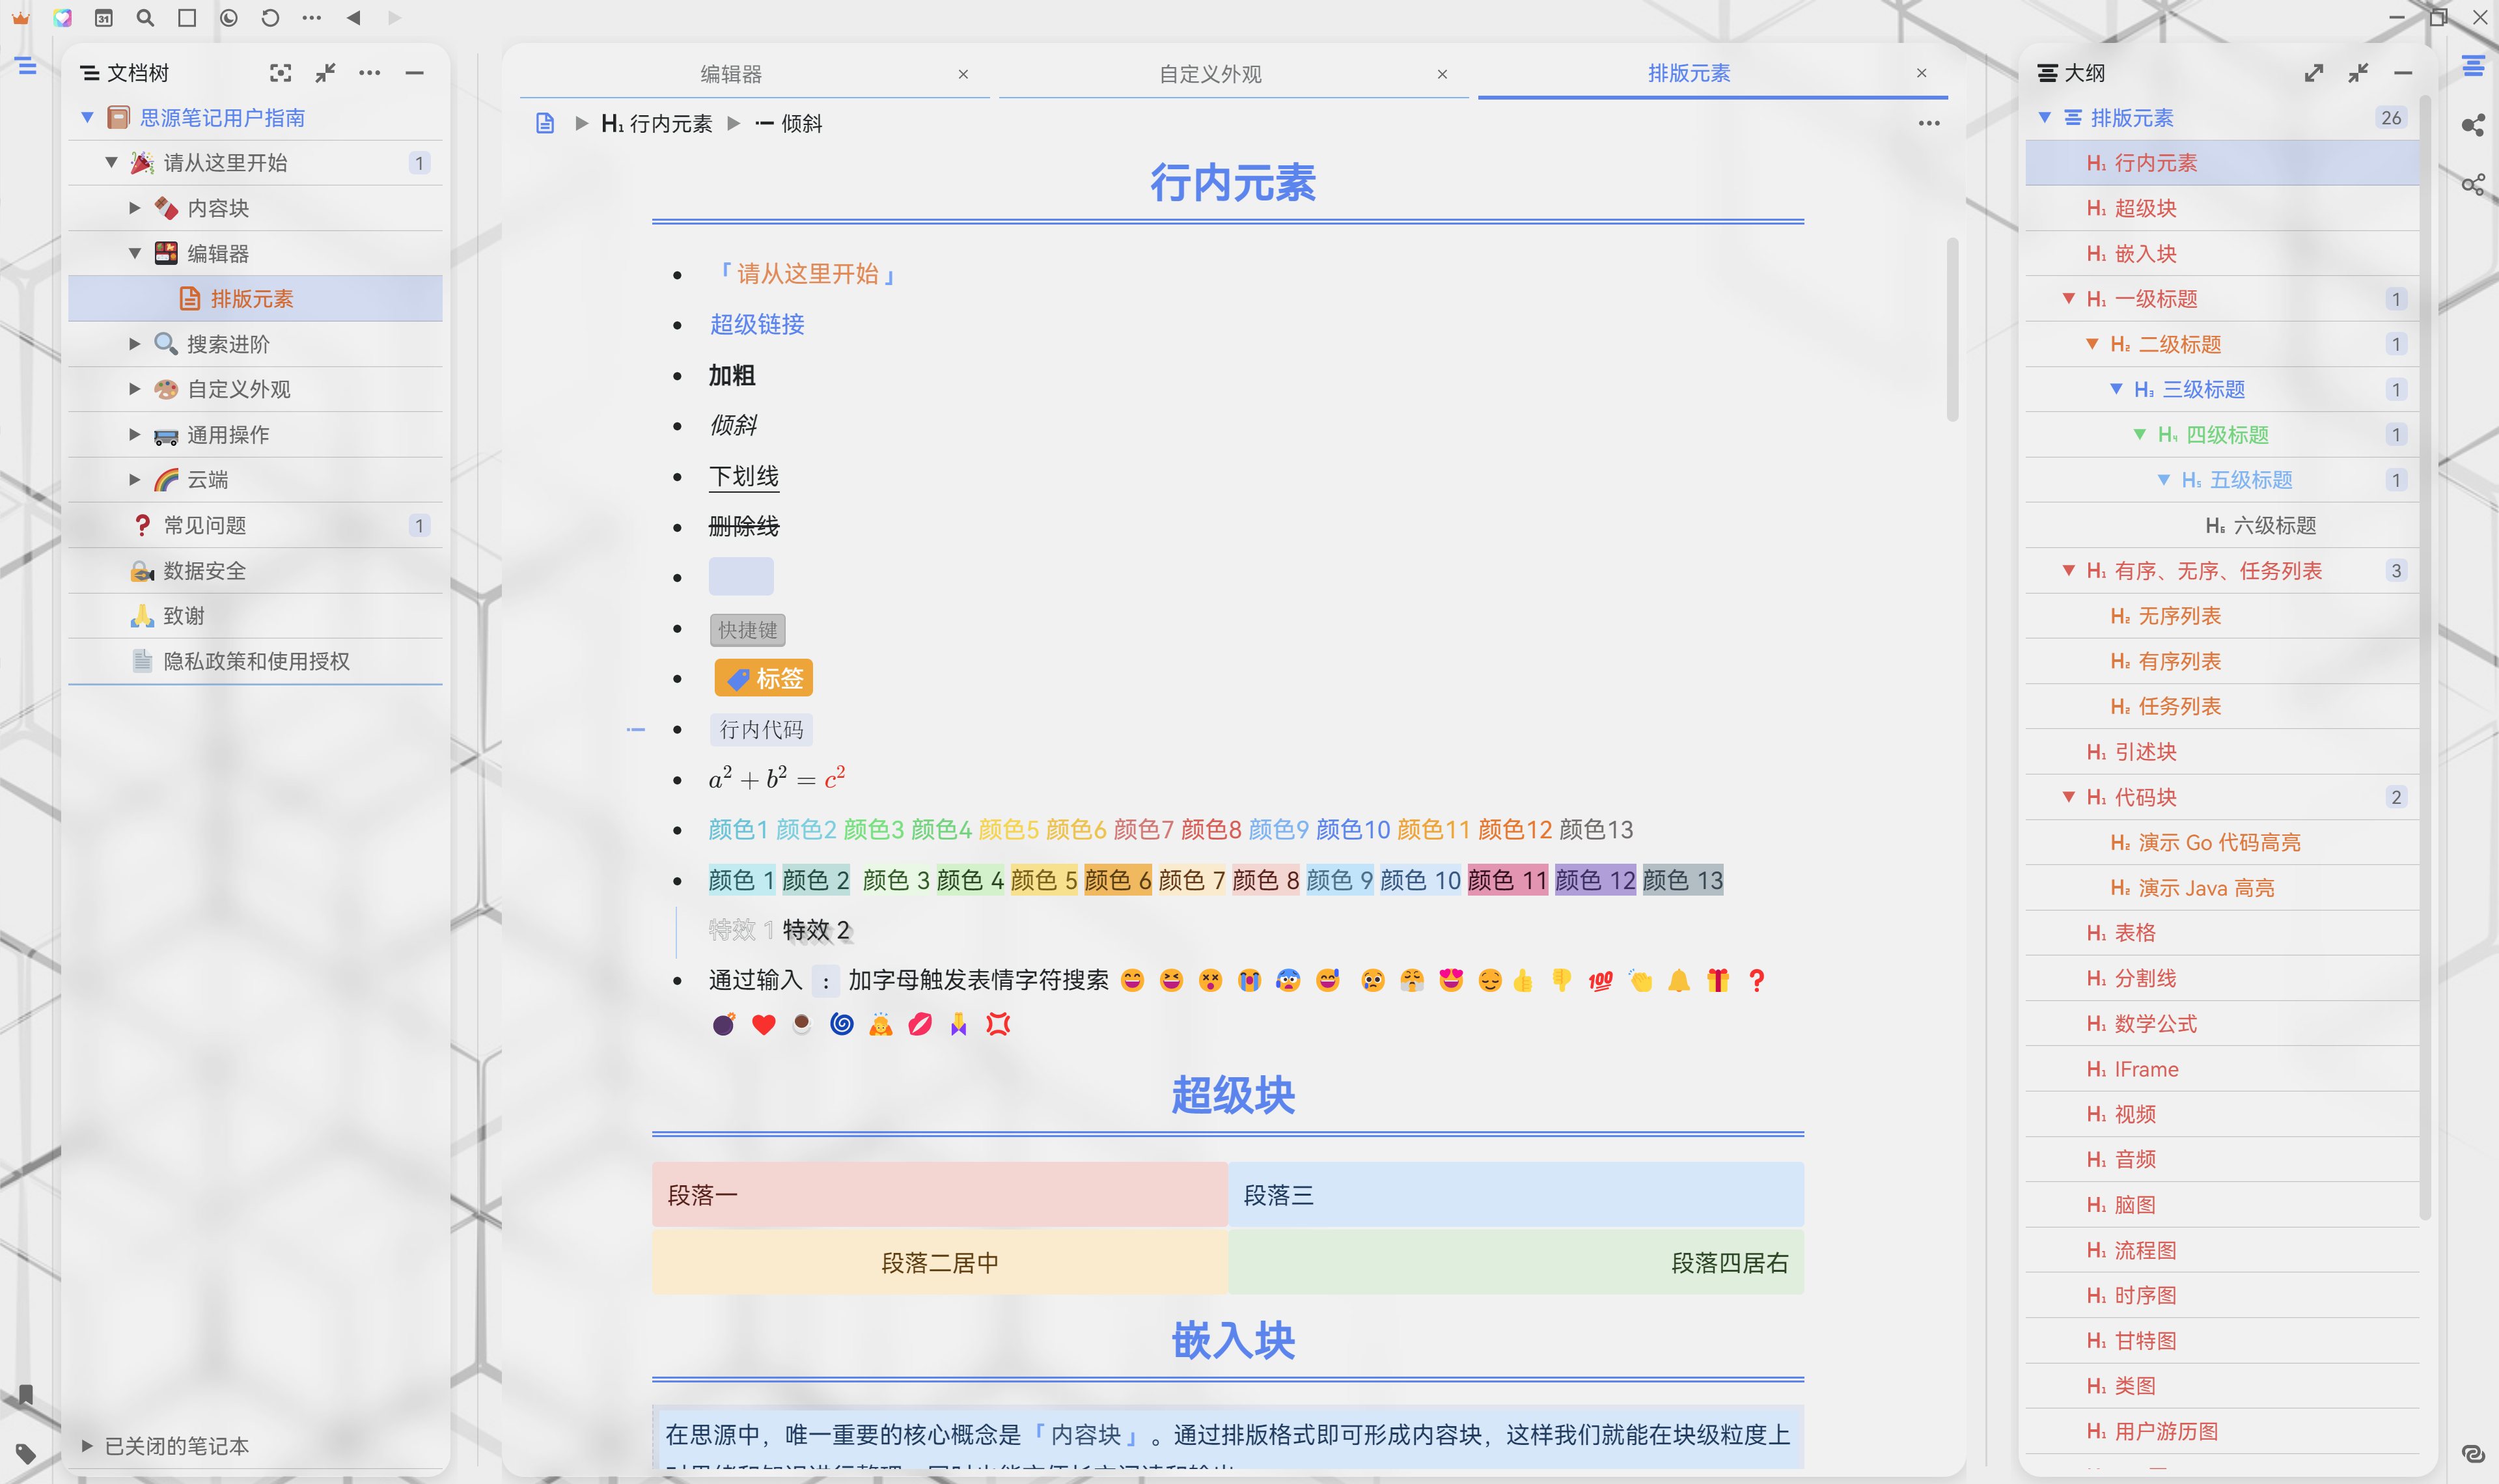 31
文档树
思源笔记用户指南
请从这里开始 1
内容块
编辑器
排版元素
搜索进阶
自定义外观
通用操作
云端
常见问题 1
数据安全
致谢
隐私政策和使用授权
已关闭的笔记本
编辑器
自定义外观
排版元素
H1 行内元素
倾斜
行内元素
「请从这里开始」
超级链接
加粗
倾斜
下划线
删除线
快捷键
标签
行内代码
a² + b² = c²
颜色1 颜色2 颜色3 颜色4 颜色5 颜色6 颜色7 颜色8 颜色9 颜色10 颜色11 颜色12 颜色13
颜色 1 颜色 2 颜色 3 颜色 4 颜色 5 颜色 6 颜色 7 颜色 8 颜色 9 颜色 10 颜色 11 颜色 12 颜色 13
特效 1 特效 2
通过输入 : 加字母触发表情字符搜索 😄 😆 😵 😭 😰 😅 😢 😤 😍 😔 👍 👎 💯 👏 🔔 🎁 ❓
💣 ❤️ ☕ 🌀 🙇 💋 🙏 💢
超级块
段落一
段落三
段落二居中
段落四居右
嵌入块
在思源中，唯一重要的核心概念是「内容块」。通过排版格式即可形成内容块，这样我们就能在块级粒度上
大纲
排版元素 26
H1 行内元素
H1 超级块
H1 嵌入块
H1 一级标题 1
H2 二级标题 1
H3 三级标题 1
H4 四级标题 1
H5 五级标题 1
H6 六级标题
H1 有序、无序、任务列表 3
H2 无序列表
H2 有序列表
H2 任务列表
H1 引述块
H1 代码块 2
H2 演示 Go 代码高亮
H2 演示 Java 高亮
H1 表格
H1 分割线
H1 数学公式
H1 IFrame
H1 视频
H1 音频
H1 脑图
H1 流程图
H1 时序图
H1 甘特图
H1 类图
H1 用户游历图